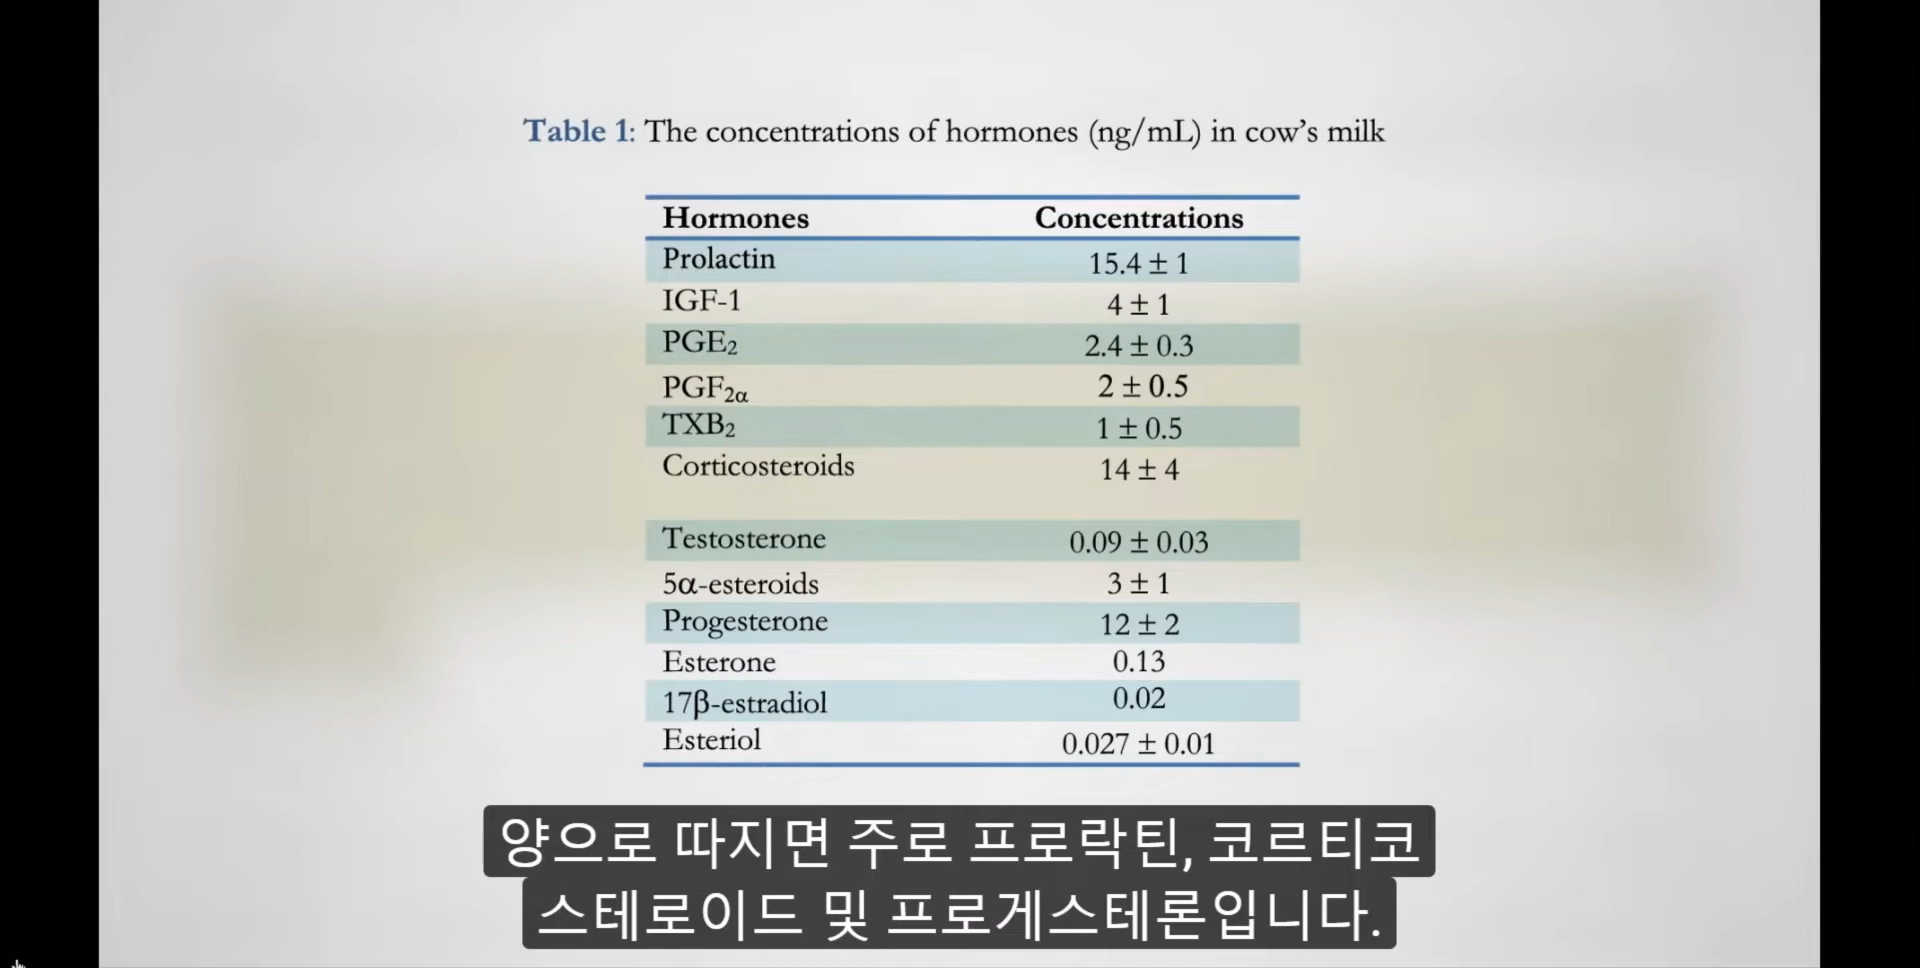 Table 1: The concentrations of hormones (ng/mL) in cow's milk
Hormones Concentrations
Prolactin 15.4 ± 1
IGF-1 4 ± 1
PGE₂ 2.4 ± 0.3
PGF₂α 2 ± 0.5
TXB₂ 1 ± 0.5
Corticosteroids 14 ± 4
Testosterone 0.09 ± 0.03
5α-esteroids 3 ± 1
Progesterone 12 ± 2
Esterone 0.13
17β-estradiol 0.02
Esteriol 0.027 ± 0.01
양으로 따지면 주로 프로락틴, 코르티코
스테로이드 및 프로게스테론입니다.